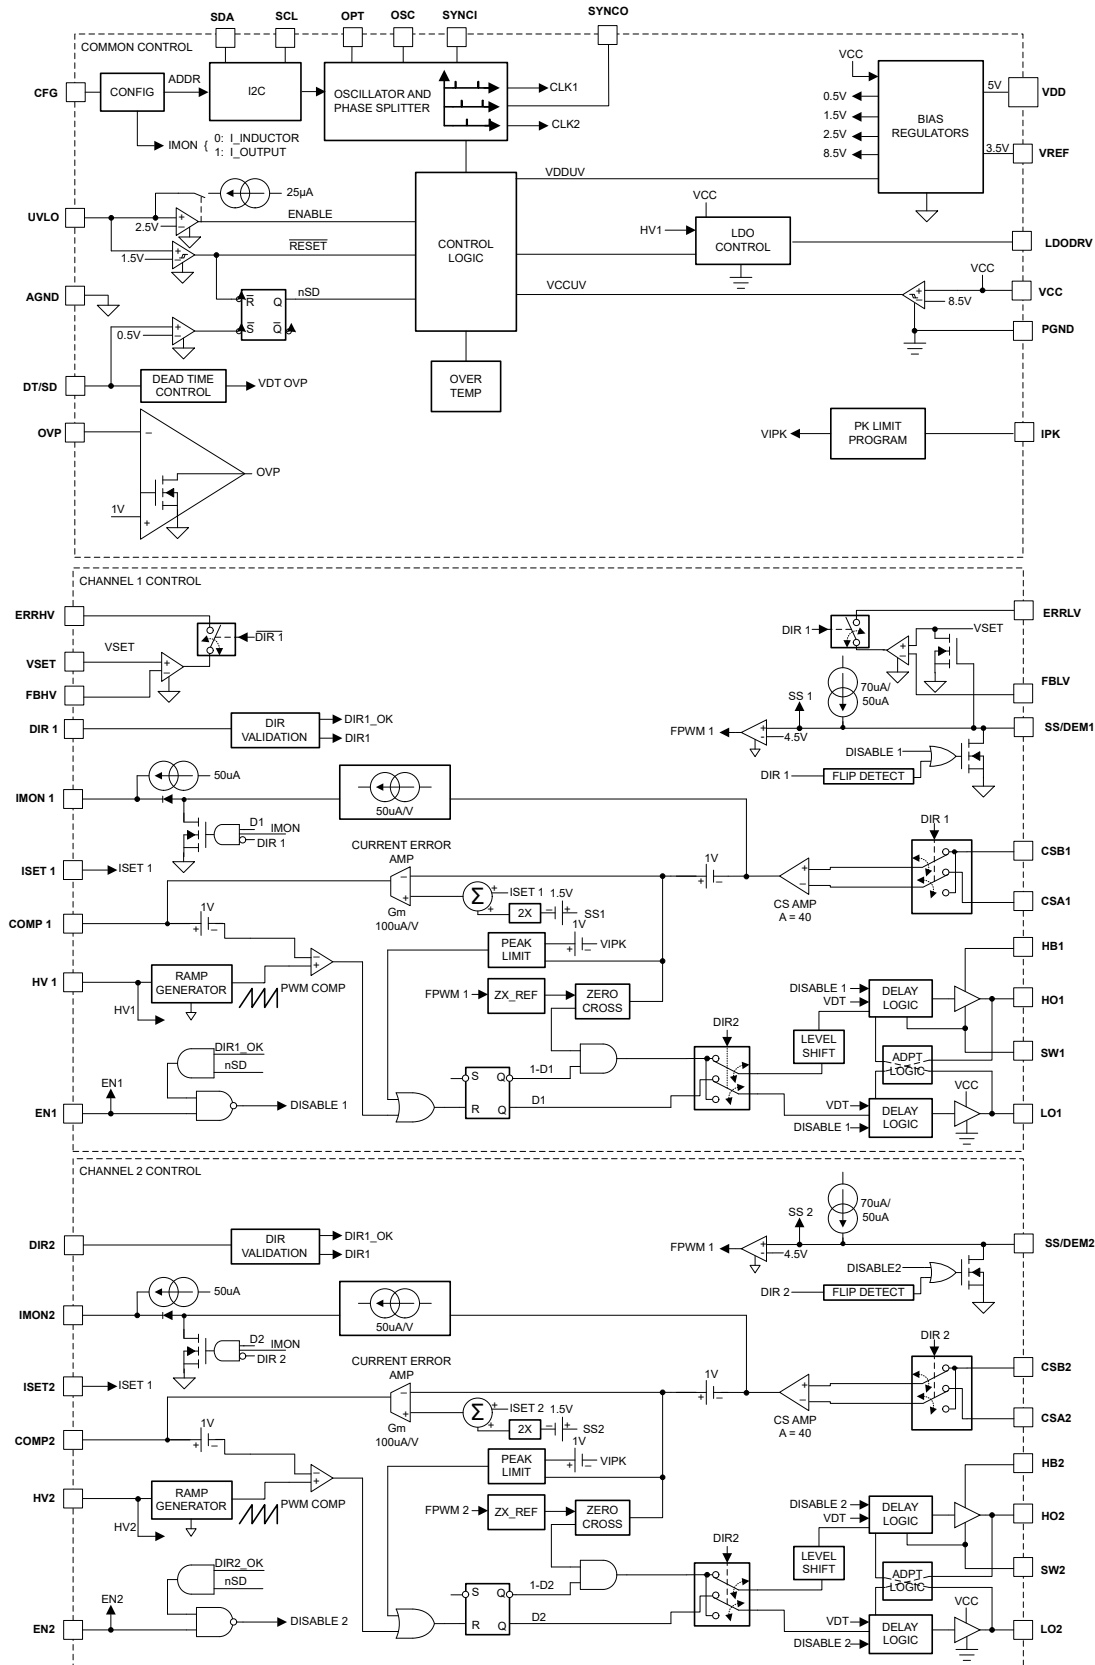 SDA
SCL
OPT
OSC
SYNCI
SYNCO
COMMON CONTROL
CFG
CONFIG
ADDR
I2C
OSCILLATOR AND
PHASE SPLITTER
CLK1
CLK2
IMON { 0: I_INDUCTOR
1: I_OUTPUT
VCC
0.5V
1.5V
2.5V
8.5V
BIAS
REGULATORS
5V
VDD
3.5V
VREF
VDDUV
25µA
UVLO
2.5V
ENABLE
1.5V
RESET
CONTROL
LOGIC
VCC
HV1
LDO
CONTROL
LDODRV
AGND
nSD
R Q
S Q
0.5V
VCCUV
VCC
8.5V
VCC
PGND
DT/SD
DEAD TIME
CONTROL
VDT OVP
OVER
TEMP
OVP
−
OVP
1V
+
VIPK
PK LIMIT
PROGRAM
IPK
CHANNEL 1 CONTROL
ERRHV
DIR 1
VSET
VSET
FBHV
DIR 1
ERRLV
VSET
FBLV
DIR 1
DIR
VALIDATION
DIR1_OK
DIR1
SS 1
70uA/
50uA
FPWM 1
4.5V
SS/DEM1
DISABLE 1
DIR 1
FLIP DETECT
IMON 1
50uA
50uA/V
D1
IMON
DIR 1
ISET 1
ISET 1
CURRENT ERROR
AMP
Gm
100uA/V
Σ
ISET 1
2X
1.5V
SS1
1V
CS AMP
A = 40
DIR 1
CSB1
CSA1
COMP 1
1V
PEAK
LIMIT
1V
VIPK
HB1
HV 1
HV1
RAMP
GENERATOR
PWM COMP
FPWM 1
ZX_REF
ZERO
CROSS
DISABLE 1
VDT
DELAY
LOGIC
HO1
LEVEL
SHIFT
ADPT
LOGIC
SW1
DIR1_OK
nSD
EN1
EN1
DISABLE 1
S Q
R Q
1-D1
D1
DIR2
VDT
DISABLE 1
DELAY
LOGIC
VCC
LO1
CHANNEL 2 CONTROL
DIR2
DIR
VALIDATION
DIR1_OK
DIR1
SS 2
70uA/
50uA
FPWM 1
4.5V
SS/DEM2
DISABLE2
DIR 2
FLIP DETECT
IMON2
50uA
50uA/V
D2
IMON
DIR 2
ISET2
ISET 1
CURRENT ERROR
AMP
Gm
100uA/V
Σ
ISET 2
2X
1.5V
SS2
1V
CS AMP
A = 40
DIR 2
CSB2
CSA2
COMP2
1V
PEAK
LIMIT
1V
VIPK
HB2
HV2
HV2
RAMP
GENERATOR
PWM COMP
FPWM 2
ZX_REF
ZERO
CROSS
DISABLE 2
VDT
DELAY
LOGIC
HO2
LEVEL
SHIFT
ADPT
LOGIC
SW2
DIR2_OK
nSD
EN2
EN2
DISABLE 2
S Q
R Q
1-D2
D2
DIR2
VDT
DISABLE 2
DELAY
LOGIC
VCC
LO2